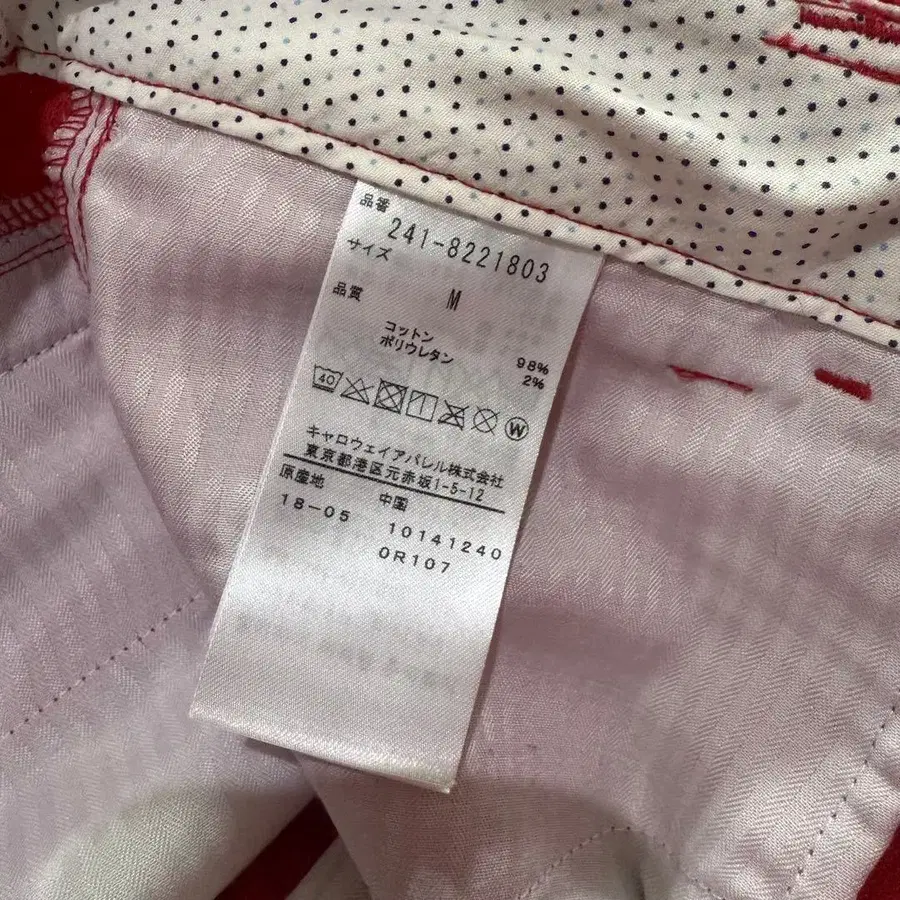 品番
241-8221803
サイズ
M
品質
コットン 98%
ポリウレタン 2%
40 W
キャロウェイアパレル株式会社
東京都港区元赤坂1-5-12
原産地 中国
18-05 10141240
OR107